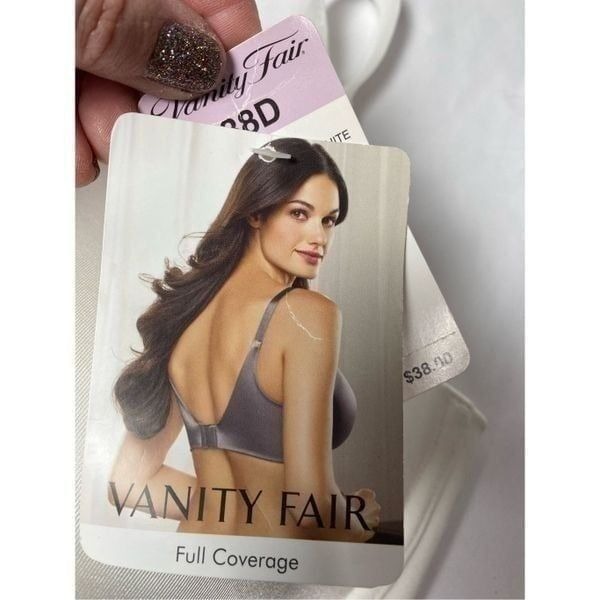 Vanity Fair
38D
$38.00
VANITY FAIR
Full Coverage